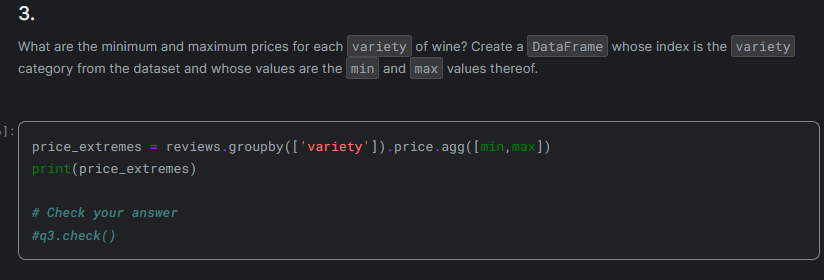 3.
What are the minimum and maximum prices for each variety of wine? Create a DataFrame whose index is the variety
category from the dataset and whose values are the min and max values thereof.
]:
price_extremes = reviews.groupby(['variety']).price.agg([min,max])
print(price_extremes)
# Check your answer
#q3.check()